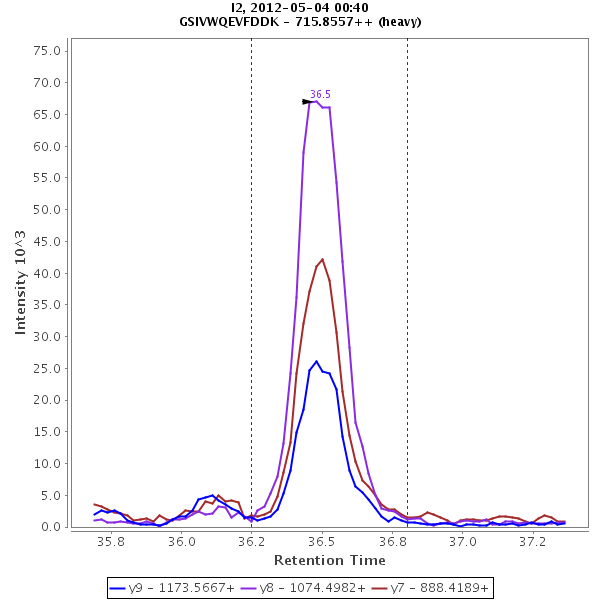 I2, 2012-05-04 00:40
GSIVWQEVFDDK - 715.8557++ (heavy)
75.0
70.0
65.0
60.0
55.0
50.0
45.0
40.0
35.0
30.0
25.0
20.0
15.0
10.0
5.0
0.0
Intensity 10^3
36.5
35.8 36.0 36.2 36.5 36.8 37.0 37.2
Retention Time
y9 - 1173.5667+ y8 - 1074.4982+ y7 - 888.4189+